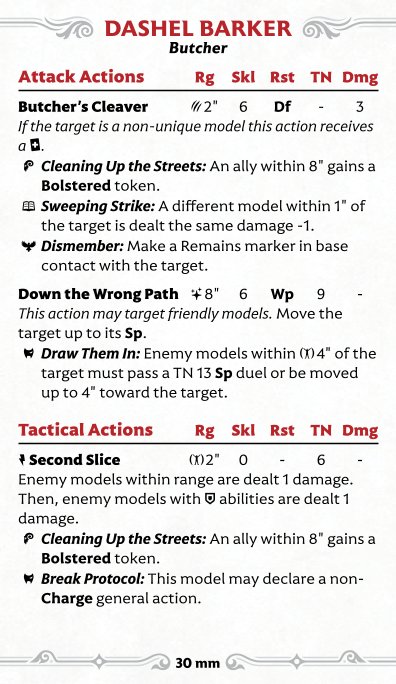 DASHEL BARKER
Butcher
Attack Actions Rg Skl Rst TN Dmg
Butcher's Cleaver 2" 6 Df - 3
If the target is a non-unique model this action receives
a .
Cleaning Up the Streets: An ally within 8" gains a
Bolstered token.
Sweeping Strike: A different model within 1" of
the target is dealt the same damage -1.
Dismember: Make a Remains marker in base
contact with the target.
Down the Wrong Path 8" 6 Wp 9 -
This action may target friendly models. Move the
target up to its Sp.
Draw Them In: Enemy models within 4" of the
target must pass a TN 13 Sp duel or be moved
up to 4" toward the target.
Tactical Actions Rg Skl Rst TN Dmg
Second Slice 2" 0 - 6 -
Enemy models within range are dealt 1 damage.
Then, enemy models with abilities are dealt 1
damage.
Cleaning Up the Streets: An ally within 8" gains a
Bolstered token.
Break Protocol: This model may declare a non-
Charge general action.
30 mm